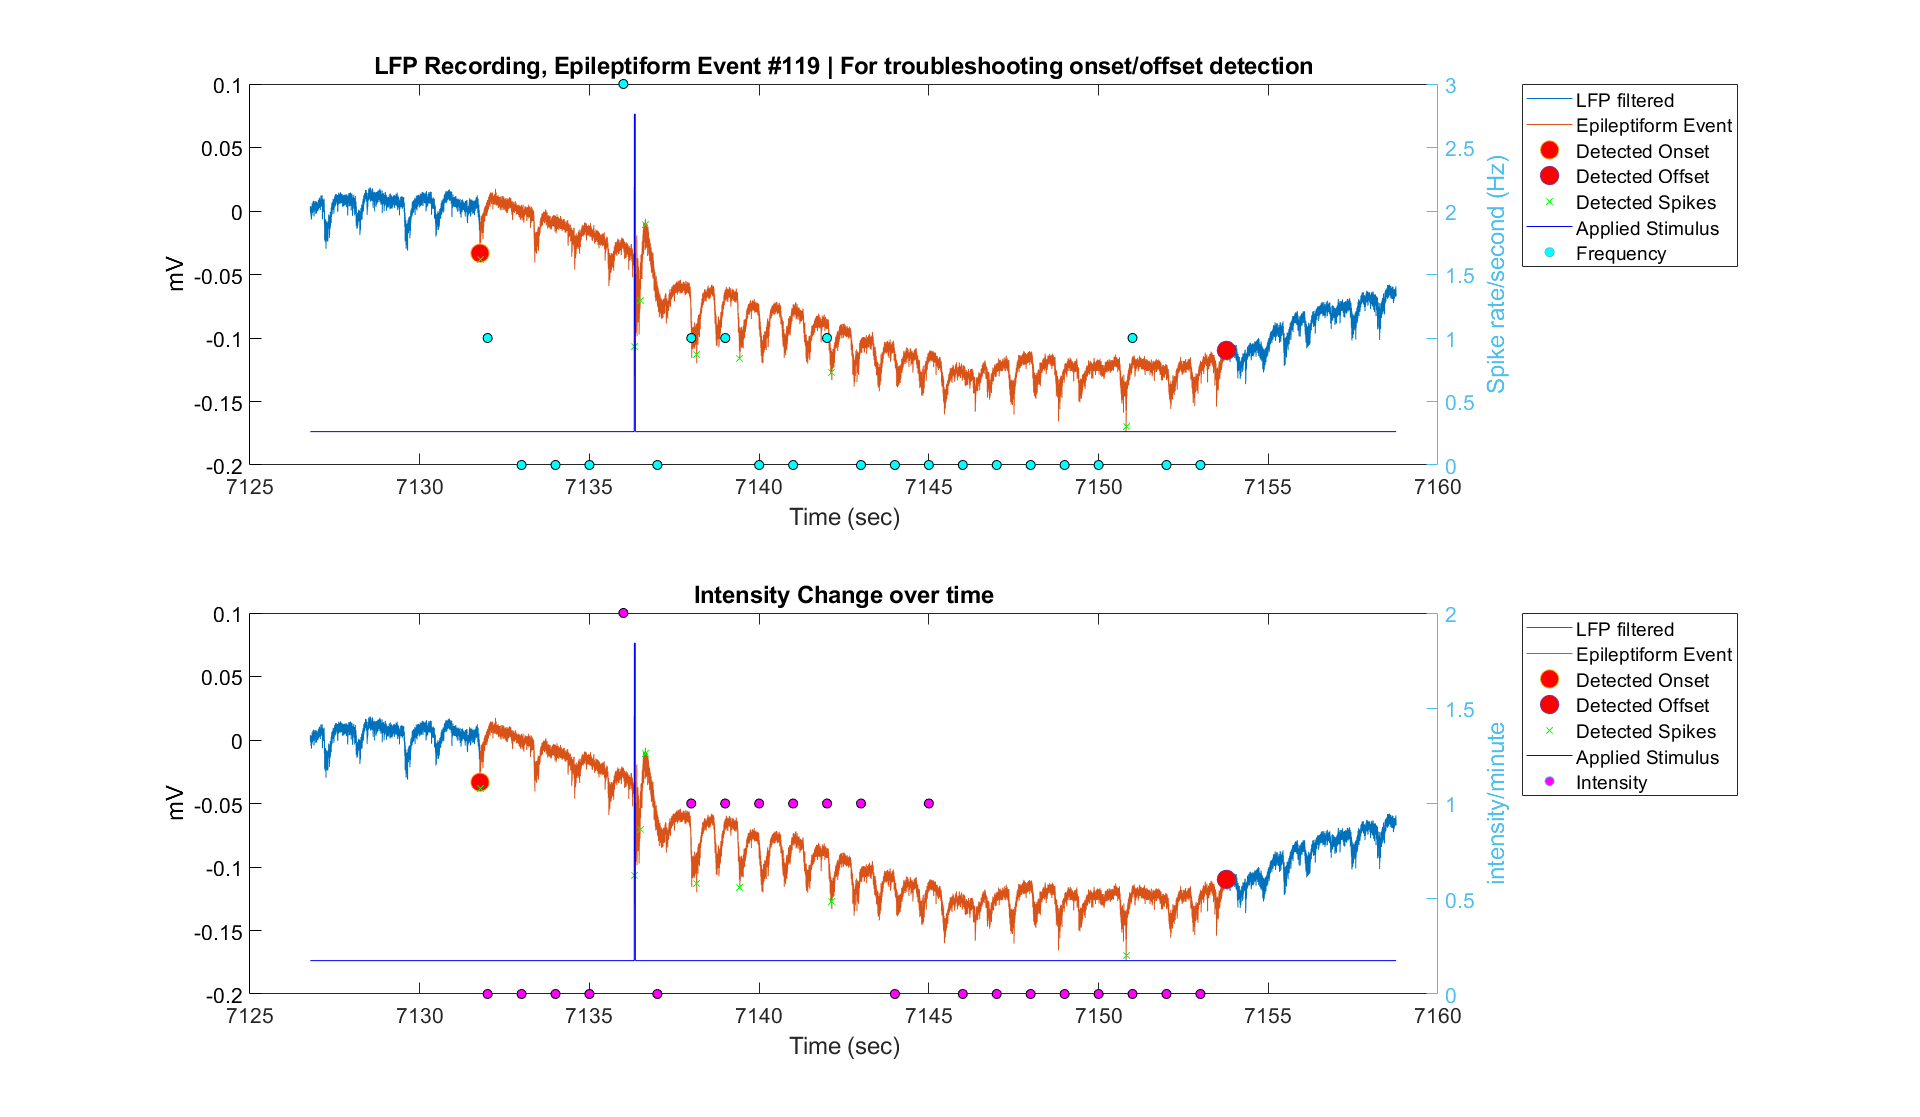 LFP Recording, Epileptiform Event #119 | For troubleshooting onset/offset detection
0.1
0.05
0
-0.05
-0.1
-0.15
-0.2
mV
7125
7130
7135
7140
7145
7150
7155
7160
Time (sec)
3
2.5
2
1.5
1
0.5
0
Spike rate/second (Hz)
LFP filtered
Epileptiform Event
Detected Onset
Detected Offset
Detected Spikes
Applied Stimulus
Frequency
Intensity Change over time
0.1
0.05
0
-0.05
-0.1
-0.15
-0.2
mV
7125
7130
7135
7140
7145
7150
7155
7160
Time (sec)
2
1.5
1
0.5
0
intensity/minute
LFP filtered
Epileptiform Event
Detected Onset
Detected Offset
Detected Spikes
Applied Stimulus
Intensity